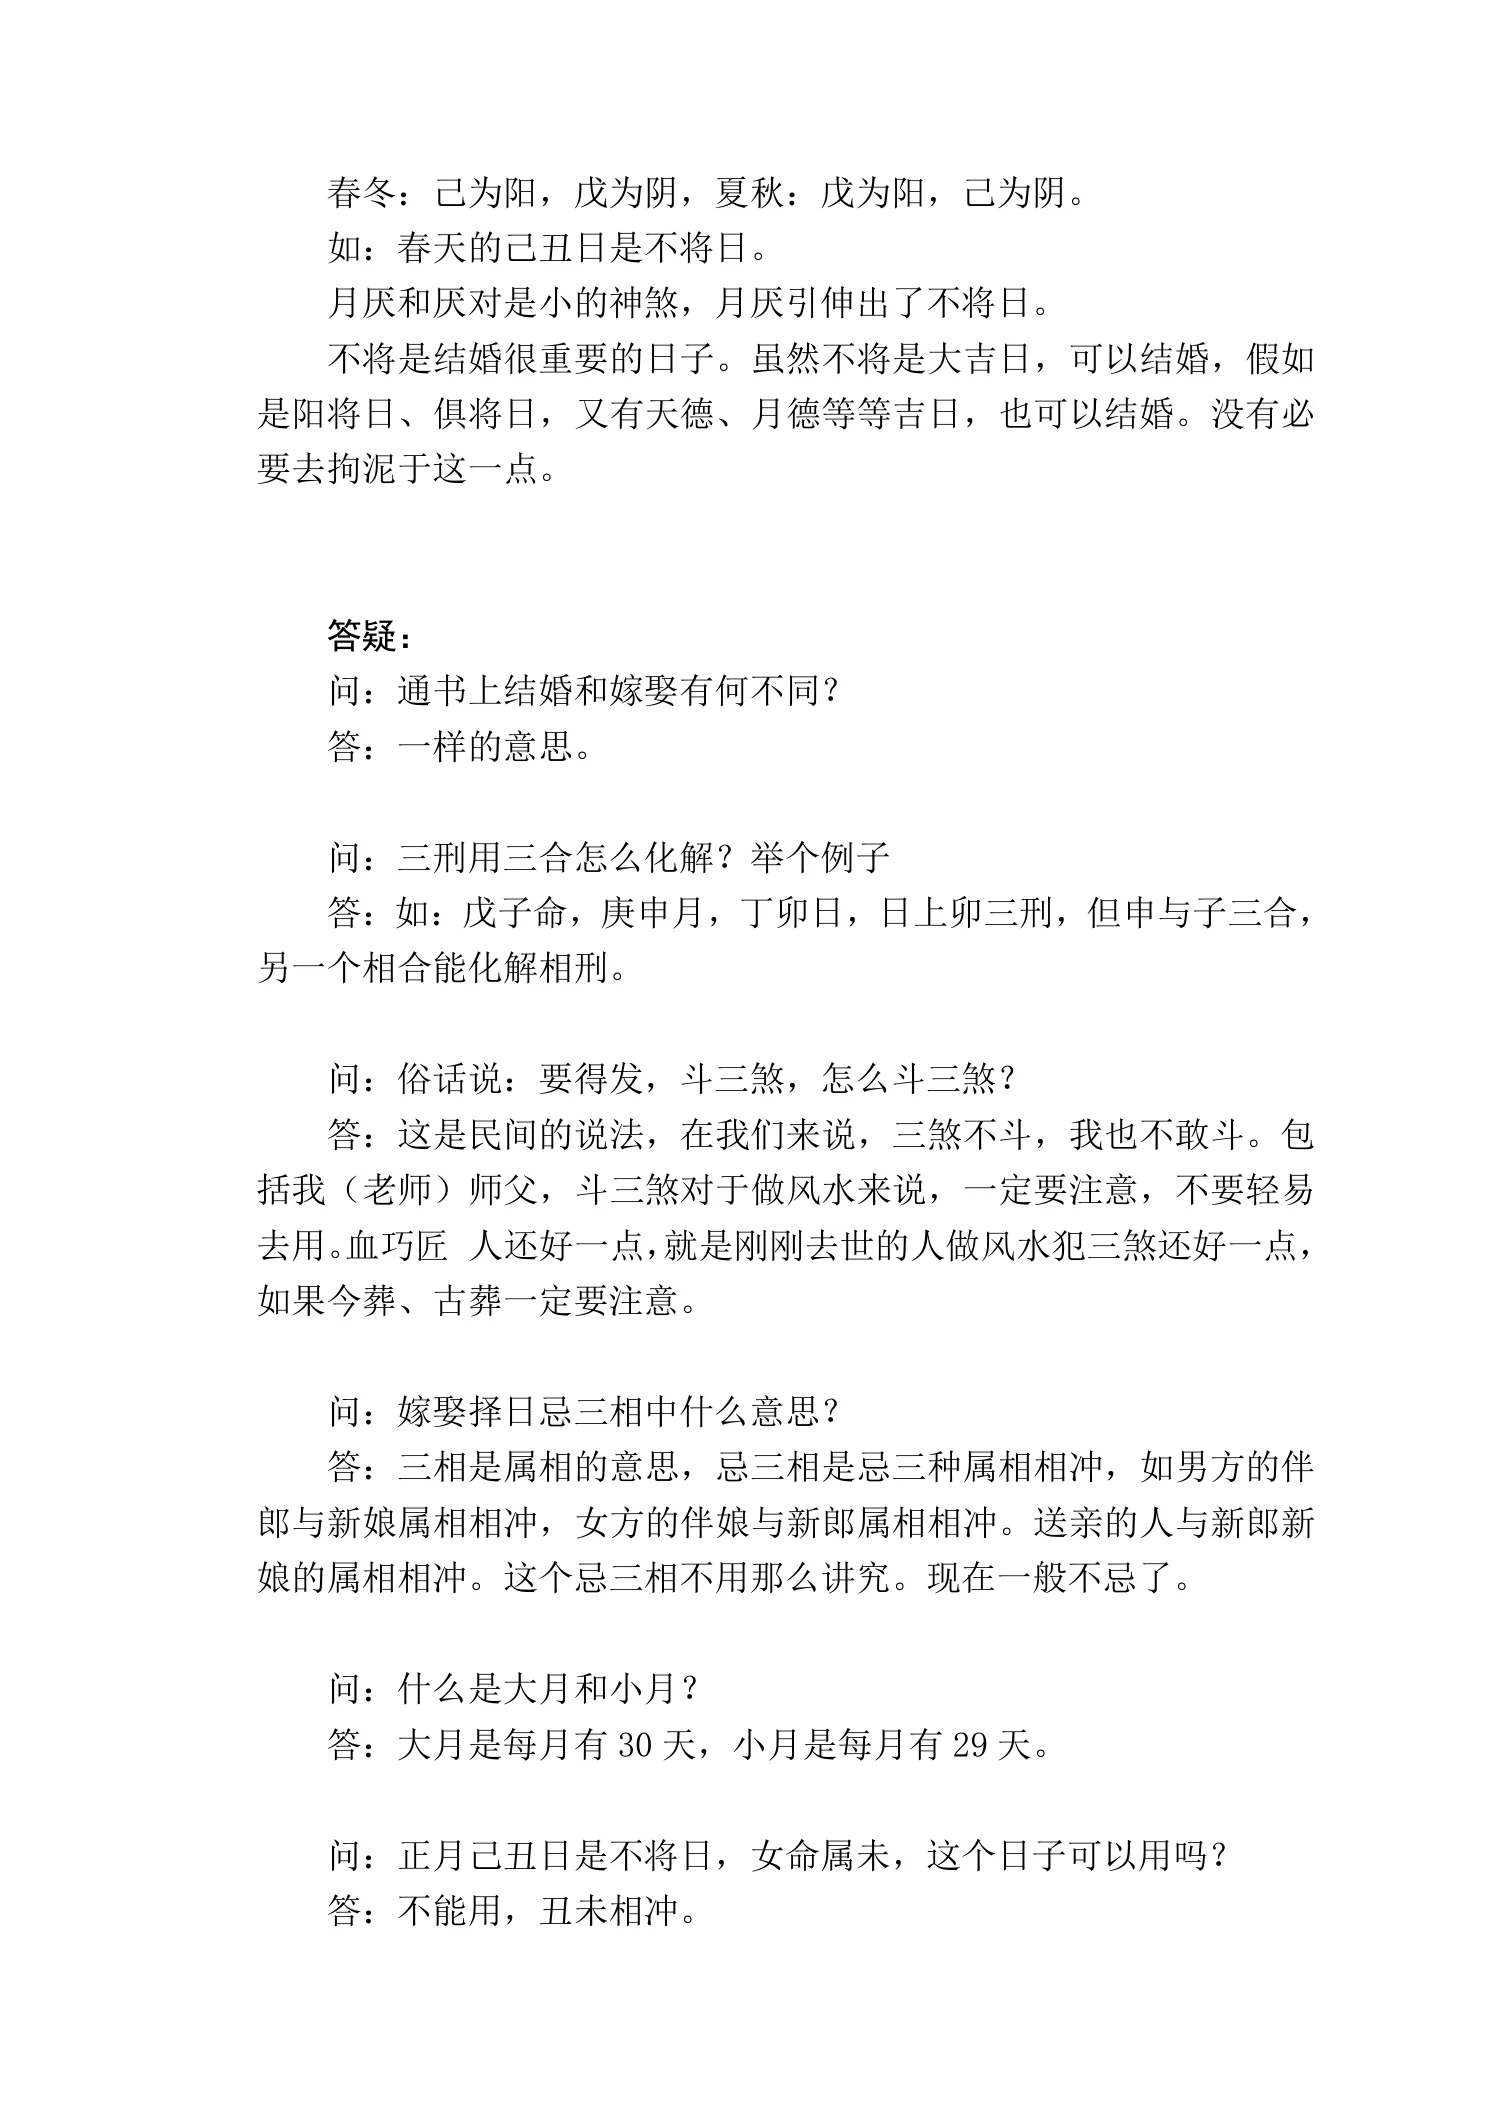 春冬：己为阳，戊为阴，夏秋：戊为阳，己为阴。
如：春天的己丑日是不将日。
月厌和厌对是小的神煞，月厌引伸出了不将日。
不将是结婚很重要的日子。虽然不将是大吉日，可以结婚，假如
是阳将日、俱将日，又有天德、月德等等吉日，也可以结婚。没有必
要去拘泥于这一点。
答疑：
问：通书上结婚和嫁娶有何不同？
答：一样的意思。
问：三刑用三合怎么化解？举个例子
答：如：戊子命，庚申月，丁卯日，日上卯三刑，但申与子三合，
另一个相合能化解相刑。
问：俗话说：要得发，斗三煞，怎么斗三煞？
答：这是民间的说法，在我们来说，三煞不斗，我也不敢斗。包
括我（老师）师父，斗三煞对于做风水来说，一定要注意，不要轻易
去用。血巧匠 人还好一点，就是刚刚去世的人做风水犯三煞还好一点，
如果今葬、古葬一定要注意。
问：嫁娶择日忌三相中什么意思？
答：三相是属相的意思，忌三相是忌三种属相相冲，如男方的伴
郎与新娘属相相冲，女方的伴娘与新郎属相相冲。送亲的人与新郎新
娘的属相相冲。这个忌三相不用那么讲究。现在一般不忌了。
问：什么是大月和小月？
答：大月是每月有 30 天，小月是每月有 29 天。
问：正月己丑日是不将日，女命属未，这个日子可以用吗？
答：不能用，丑未相冲。